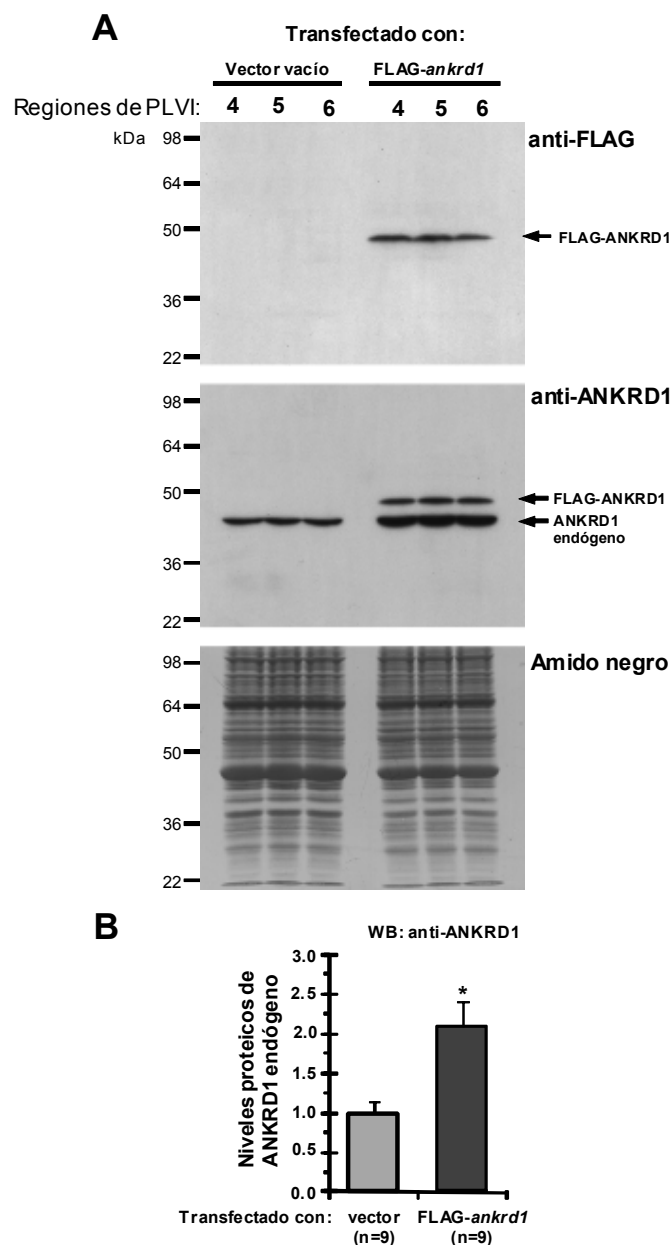 A
Transfectado con:
Vector vacío FLAG-ankrd1
Regiones de PLVI: 4 5 6 4 5 6
kDa 98 anti-FLAG
64
50
FLAG-ANKRD1
36
22
98 anti-ANKRD1
64
50
FLAG-ANKRD1
ANKRD1
endógeno
36
22
98 Amido negro
64
50
36
22
B
WB: anti-ANKRD1
Niveles proteicos de
ANKRD1 endógeno
3.0
2.5
2.0
1.5
1.0
0.5
0.0
*
Transfectado con: vector FLAG-ankrd1
(n=9) (n=9)